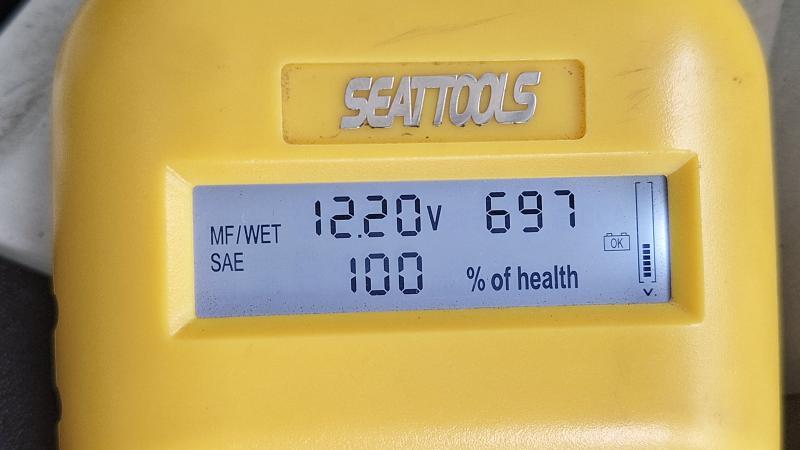 SEATTOOLS
MF/WET 12.20V 697
SAE 100 % of health
OK